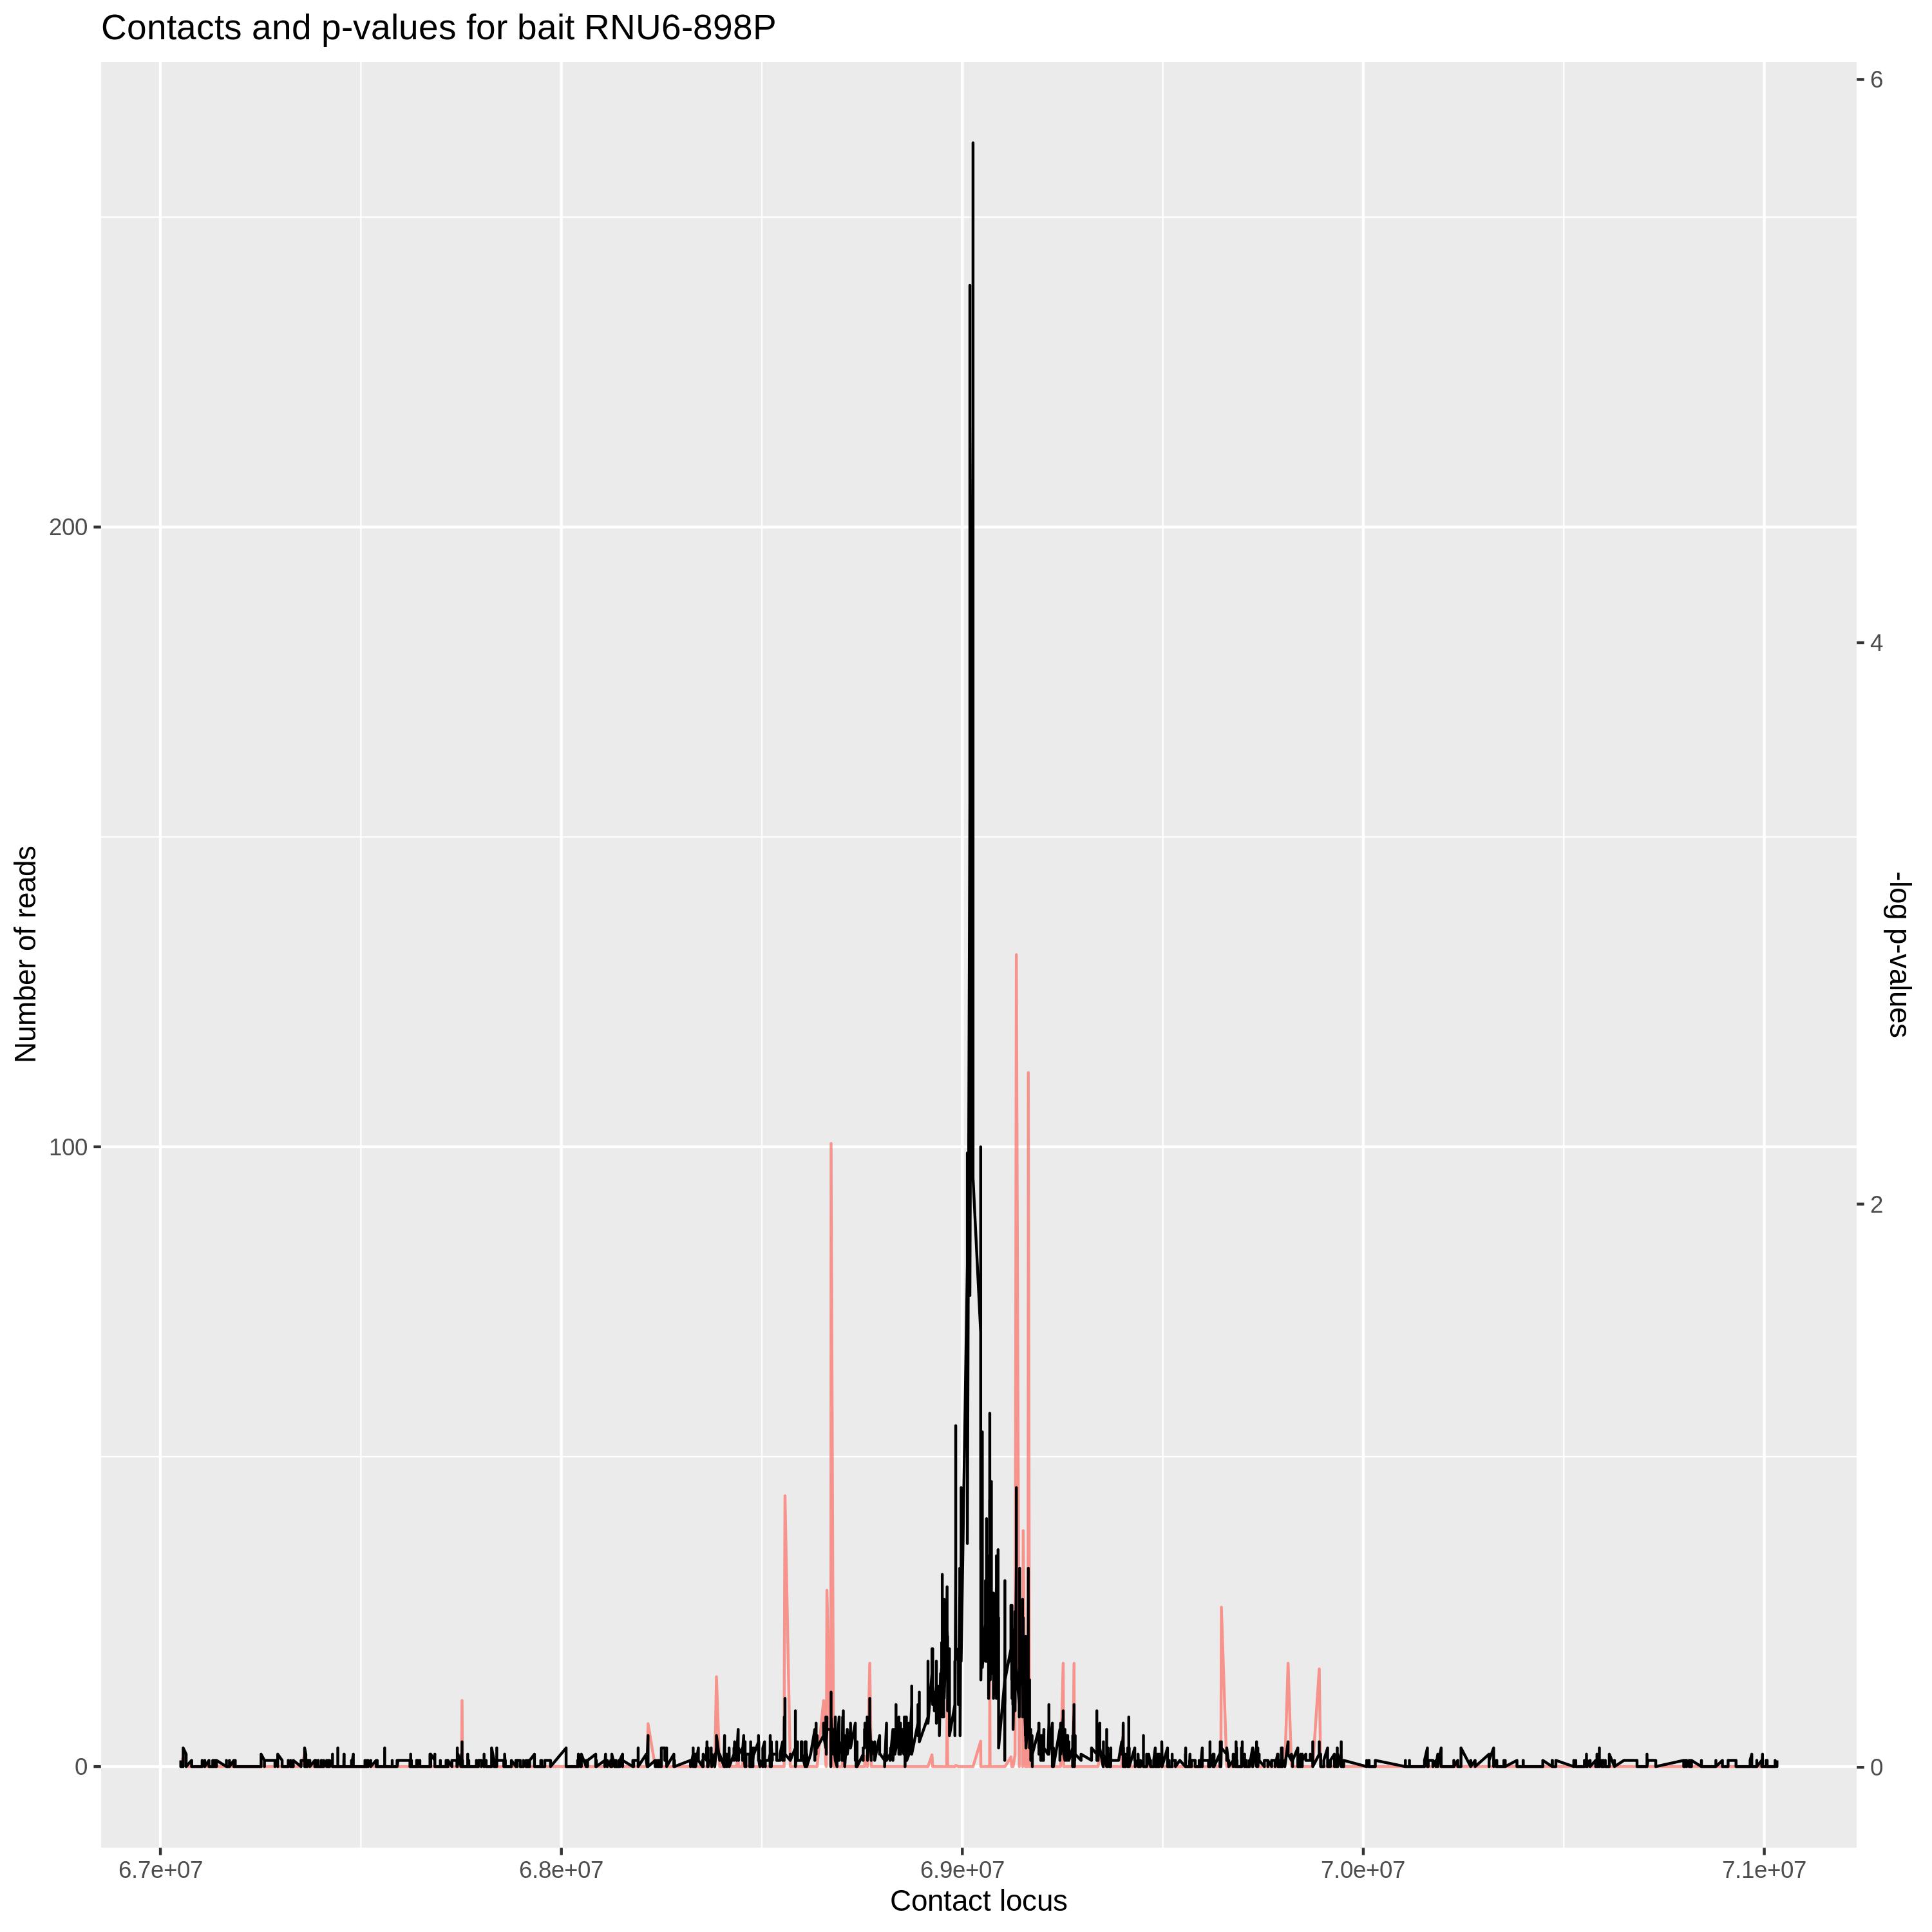 Contacts and p-values for bait RNU6-898P
Number of reads
200
100
0
6
4
2
0
-log p-values
6.7e+07
6.8e+07
6.9e+07
7.0e+07
7.1e+07
Contact locus